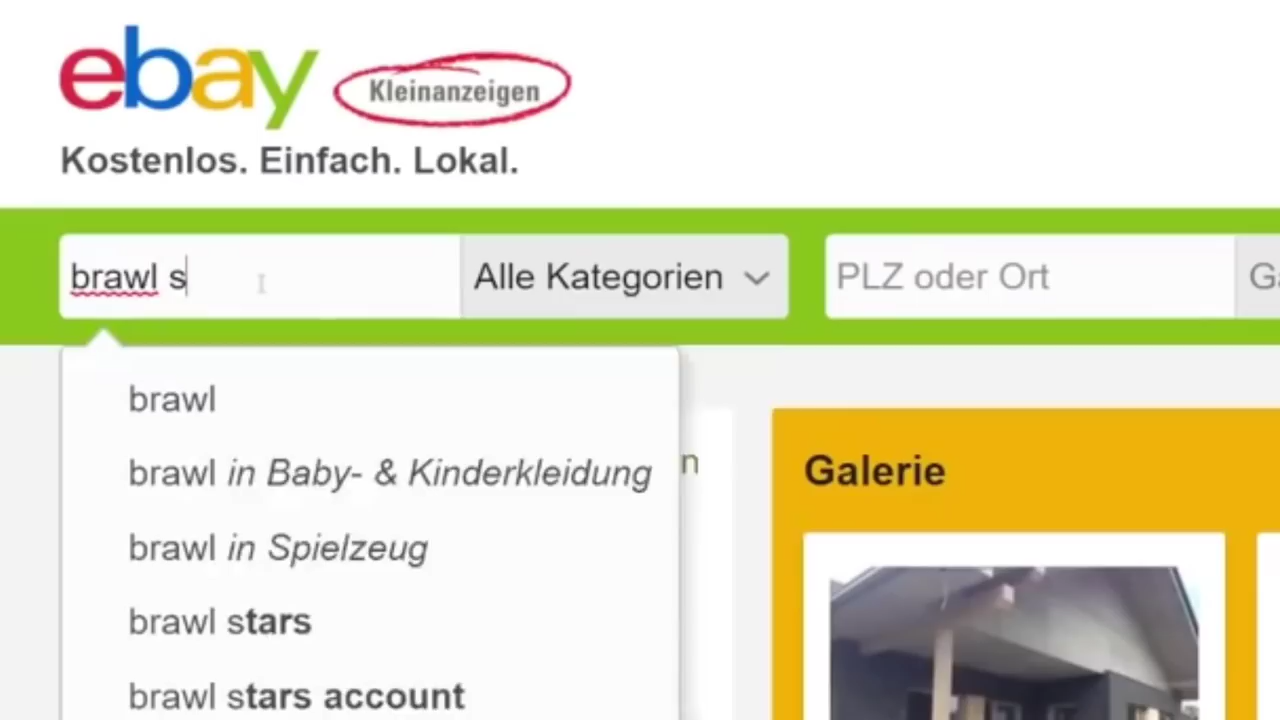 ebay Kleinanzeigen
Kostenlos. Einfach. Lokal.
brawl s Alle Kategorien PLZ oder Ort
brawl
brawl in Baby- & Kinderkleidung
brawl in Spielzeug
brawl stars
brawl stars account
Galerie